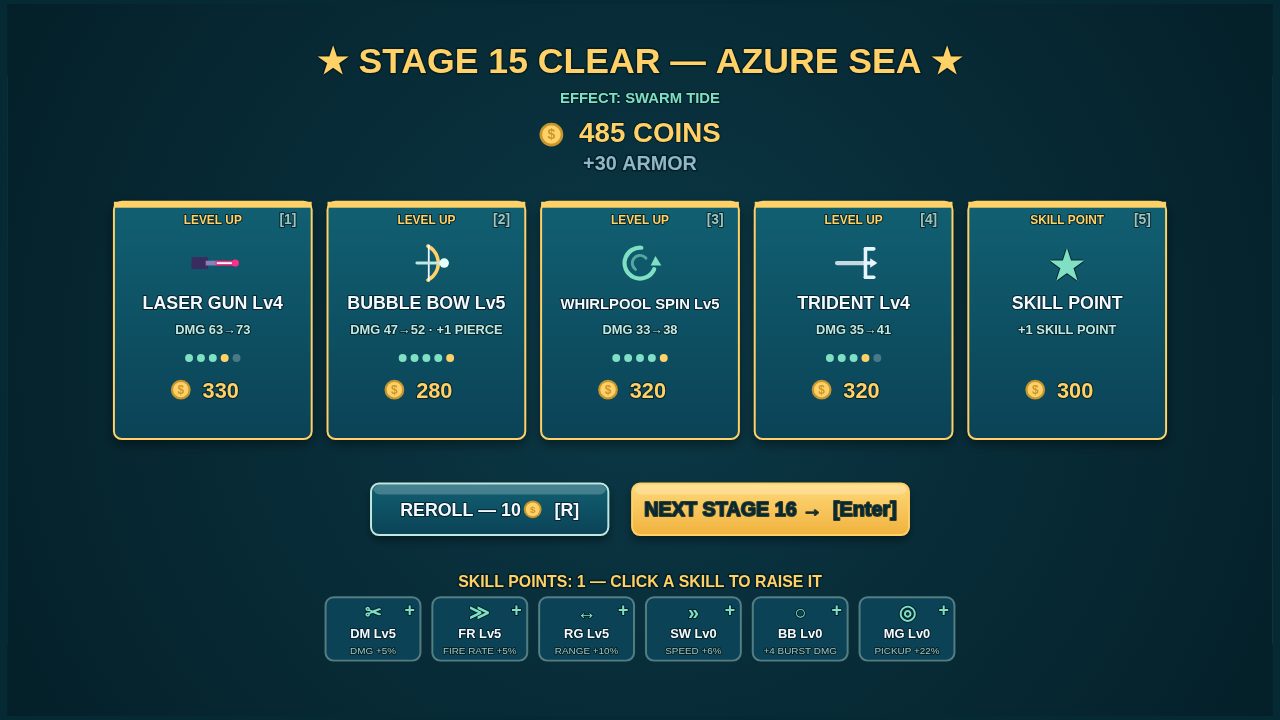 ★ STAGE 15 CLEAR — AZURE SEA ★
EFFECT: SWARM TIDE
$ 485 COINS
+30 ARMOR
LEVEL UP [1]
LASER GUN Lv4
DMG 63→73
$ 330
LEVEL UP [2]
BUBBLE BOW Lv5
DMG 47→52 · +1 PIERCE
$ 280
LEVEL UP [3]
WHIRLPOOL SPIN Lv5
DMG 33→38
$ 320
LEVEL UP [4]
TRIDENT Lv4
DMG 35→41
$ 320
SKILL POINT [5]
SKILL POINT
+1 SKILL POINT
$ 300
REROLL — 10 $ [R]
NEXT STAGE 16 → [Enter]
SKILL POINTS: 1 — CLICK A SKILL TO RAISE IT
✂ +
DM Lv5
DMG +5%
≫ +
FR Lv5
FIRE RATE +5%
↔ +
RG Lv5
RANGE +10%
» +
SW Lv0
SPEED +6%
○ +
BB Lv0
+4 BURST DMG
◎ +
MG Lv0
PICKUP +22%